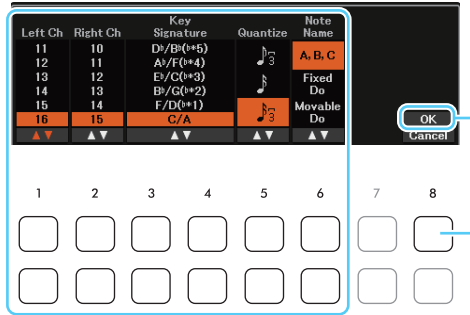 Left Ch Right Ch Key Signature Quantize Note Name
11 10 D♭/B♭(♭*5) 3 A, B, C
12 11 A♭/F(♭*4)
13 12 E♭/C(♭*3) Fixed Do
14 13 B♭/G(♭*2)
15 14 F/D(♭*1) 3 Movable Do
16 15 C/A OK
▲▼ ▲▼ ▲▼ ▲▼ ▲▼ Cancel
1 2 3 4 5 6 7 8